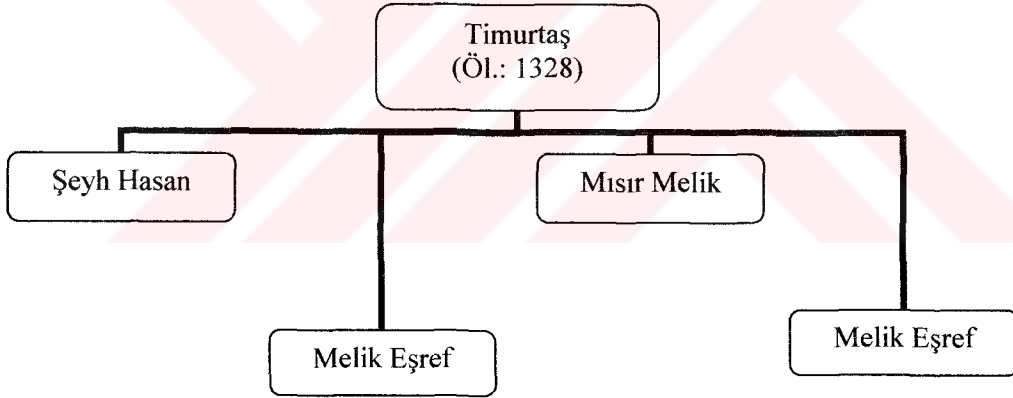 Timurtaş
(Öl.: 1328)
Şeyh Hasan
Mısır Melik
Melik Eşref
Melik Eşref